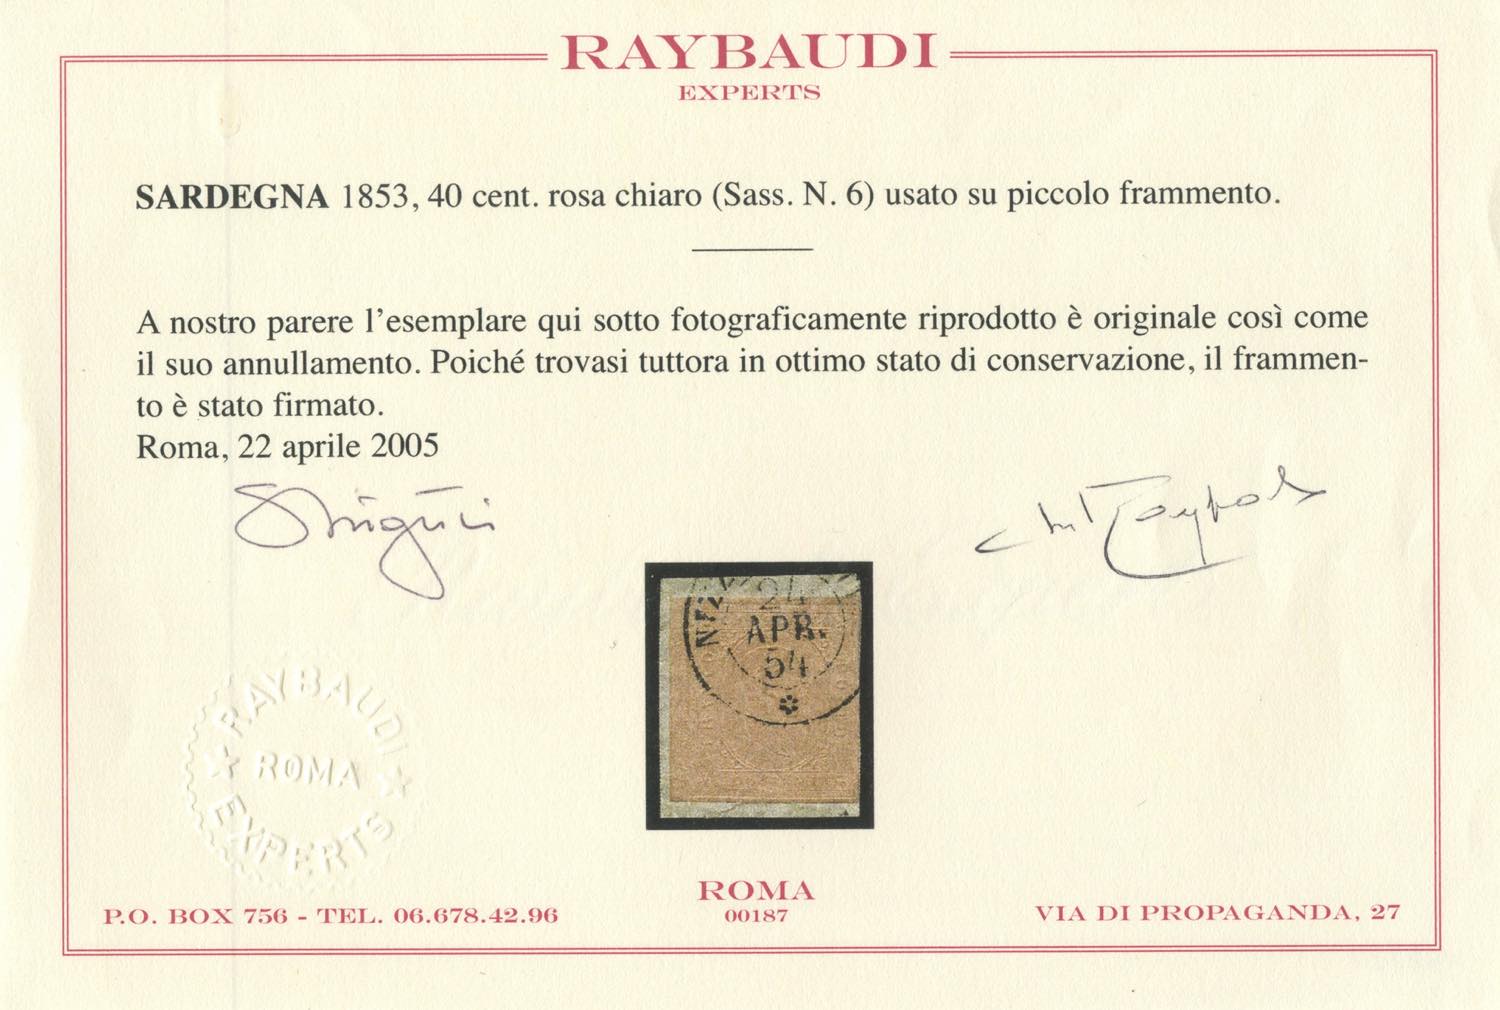 RAYBAUDI
EXPERTS
SARDEGNA 1853, 40 cent. rosa chiaro (Sass. N. 6) usato su piccolo frammento.
A nostro parere l'esemplare qui sotto fotograficamente riprodotto è originale così come
il suo annullamento. Poiché trovasi tuttora in ottimo stato di conservazione, il frammen-
to è stato firmato.
Roma, 22 aprile 2005
24
APR.
54
RAYBAUDI
ROMA
EXPERTS
ROMA
00187
P.O. BOX 756 - TEL. 06.678.42.96
VIA DI PROPAGANDA, 27